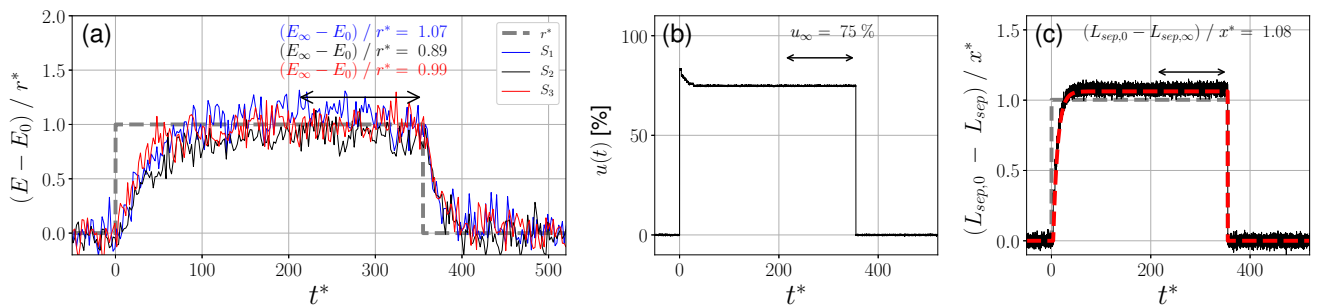 (a)
(E∞ − E0) / r* = 1.07
(E∞ − E0) / r* = 0.89
(E∞ − E0) / r* = 0.99
r*
S1
S2
S3
(E − E0) / r*
2.0
1.5
1.0
0.5
0.0
0 100 200 300 400 500
t*
(b)
u∞ = 75 %
u(t) [%]
100
50
0
0 200 400
t*
(c)
(Lsep,0 − Lsep,∞) / x* = 1.08
(Lsep,0 − Lsep) / x*
1.5
1.0
0.5
0.0
0 200 400
t*